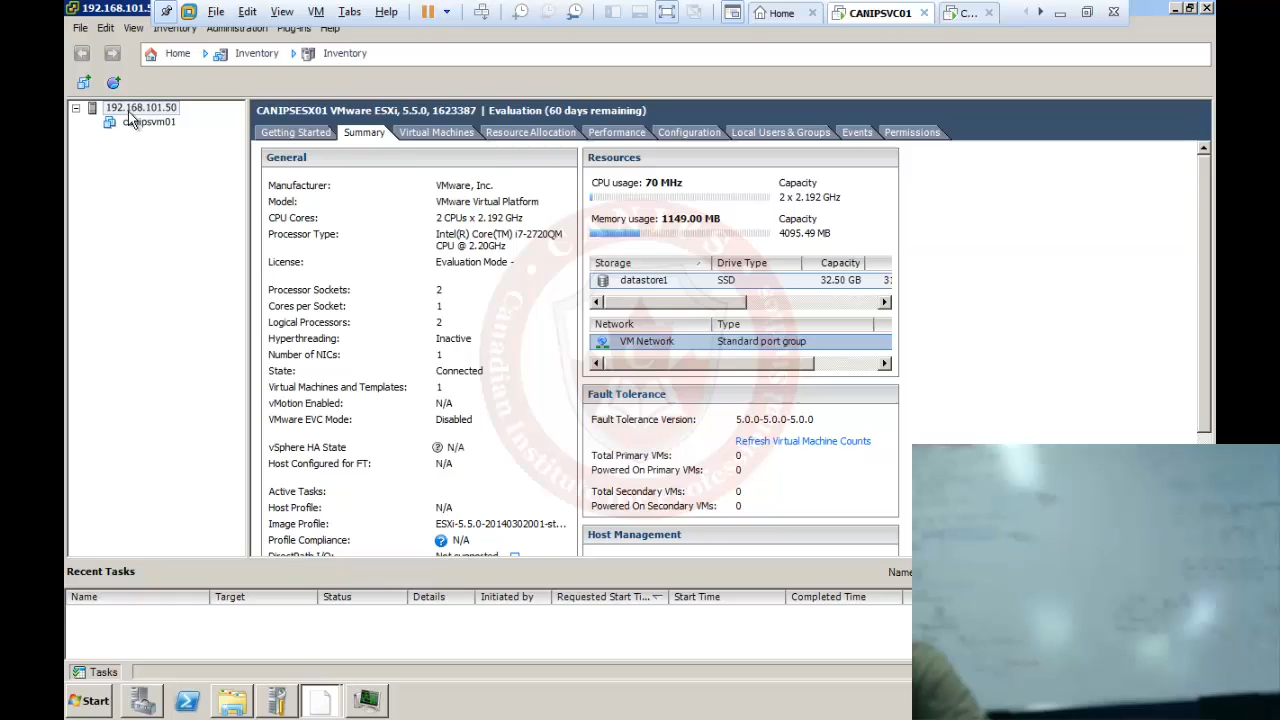 192.168.101.5
File Edit View VM Tabs Help
Home
CANIPSVC01
C...
File Edit View Inventory Administration Plug-ins Help
Home Inventory Inventory
192.168.101.50
CANIPSESX01 VMware ESXi, 5.5.0, 1623387 | Evaluation (60 days remaining)
Getting Started Summary Virtual Machines Resource Allocation Performance Configuration Local Users & Groups Events Permissions
General
Manufacturer: VMware, Inc.
Model: VMware Virtual Platform
CPU Cores: 2 CPUs x 2.192 GHz
Processor Type: Intel(R) Core(TM) i7-2720QM
CPU @ 2.20GHz
License: Evaluation Mode -
Processor Sockets: 2
Cores per Socket: 1
Logical Processors: 2
Hyperthreading: Inactive
Number of NICs: 1
State: Connected
Virtual Machines and Templates: 1
vMotion Enabled: N/A
VMware EVC Mode: Disabled
vSphere HA State N/A
Host Configured for FT: N/A
Active Tasks:
Host Profile: N/A
Image Profile: ESXi-5.5.0-20140302001-st...
Profile Compliance: N/A
Resources
CPU usage: 70 MHz Capacity
2 x 2.192 GHz
Memory usage: 1149.00 MB Capacity
4095.49 MB
Storage Drive Type Capacity
datastore1 SSD 32.50 GB 31
Network Type
VM Network Standard port group
Fault Tolerance
Fault Tolerance Version: 5.0.0-5.0.0-5.0.0
Refresh Virtual Machine Counts
Total Primary VMs: 0
Powered On Primary VMs: 0
Total Secondary VMs: 0
Powered On Secondary VMs: 0
Host Management
Recent Tasks
Name
Name Target Status Details Initiated by Requested Start Ti... Start Time Completed Time
Tasks
Start